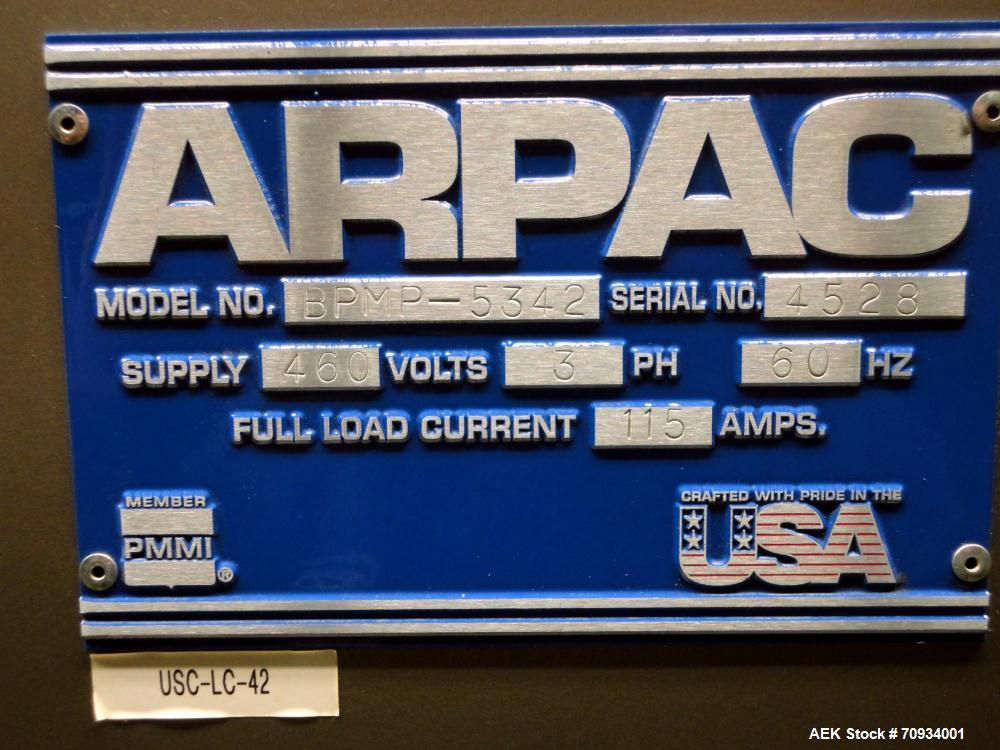 ARPAC
MODEL NO. BPMP-5342 SERIAL NO. 4528
SUPPLY 460 VOLTS 3 PH 60 HZ
FULL LOAD CURRENT 115 AMPS.
MEMBER
PMMI ®
CRAFTED WITH PRIDE IN THE
USA
USC-LC-42
AEK Stock # 70934001